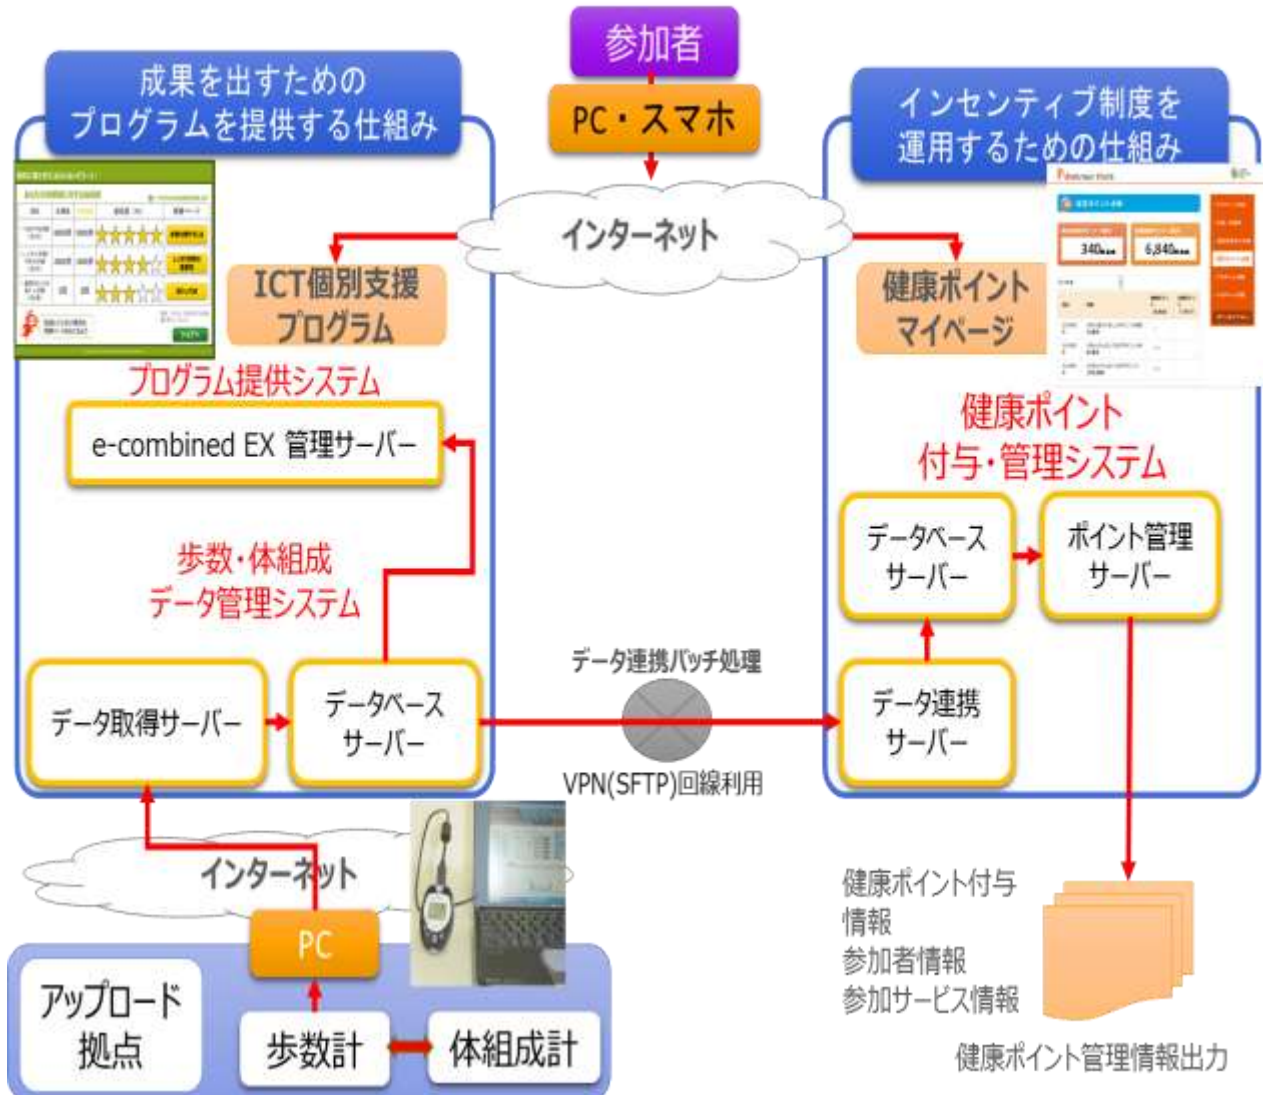 参加者
PC・スマホ
成果を出すための
プログラムを提供する仕組み
インセンティブ制度を
運用するための仕組み
インターネット
ICT個別支援
プログラム
健康ポイント
マイページ
340
6,840
プログラム提供システム
e-combined EX 管理サーバー
健康ポイント
付与・管理システム
歩数・体組成
データ管理システム
データベース
サーバー
ポイント管理
サーバー
データ取得サーバー
データベース
サーバー
データ連携バッチ処理
VPN(SFTP)回線利用
データ連携
サーバー
インターネット
PC
アップロード
拠点
歩数計
体組成計
健康ポイント付与
情報
参加者情報
参加サービス情報
健康ポイント管理情報出力